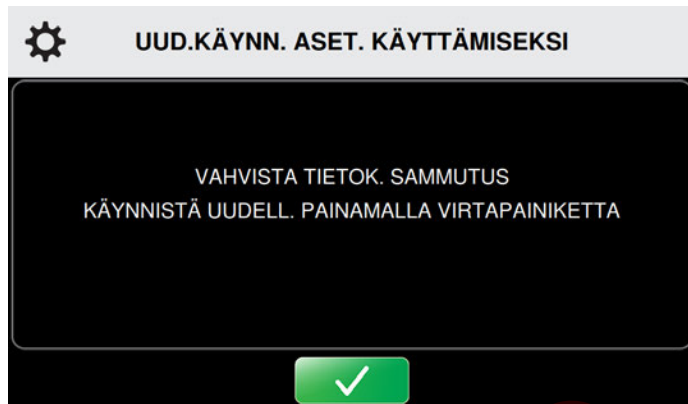 UUD.KÄYNN. ASET. KÄYTTÄMISEKSI
VAHVISTA TIETOK. SAMMUTUS
KÄYNNISTÄ UUDELL. PAINAMALLA VIRTAPAINIKETTA